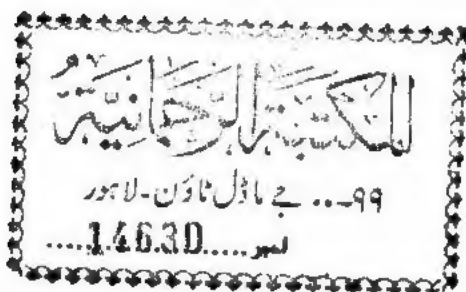 المكتبة الرحمانية
۹۹... جے ماڈل ٹاؤن - لاہور
نمبر.....14630.....